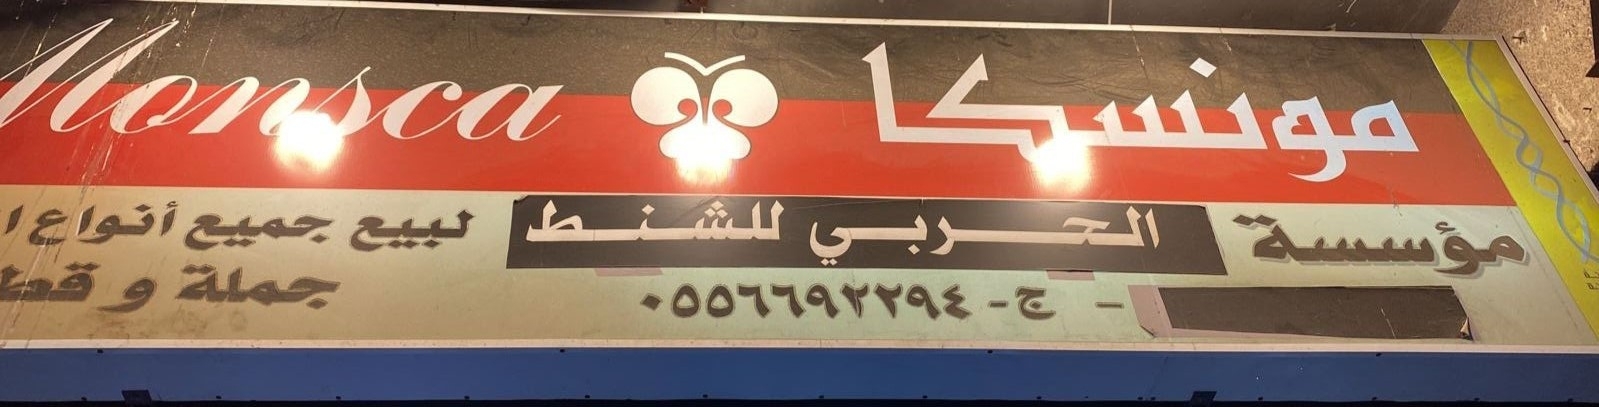 مونسكا Monsca
مؤسسة الحربي للشنط لبيع جميع أنواع
- ج - ٠٥٥٦٦٩٢٢٩٤ جملة و